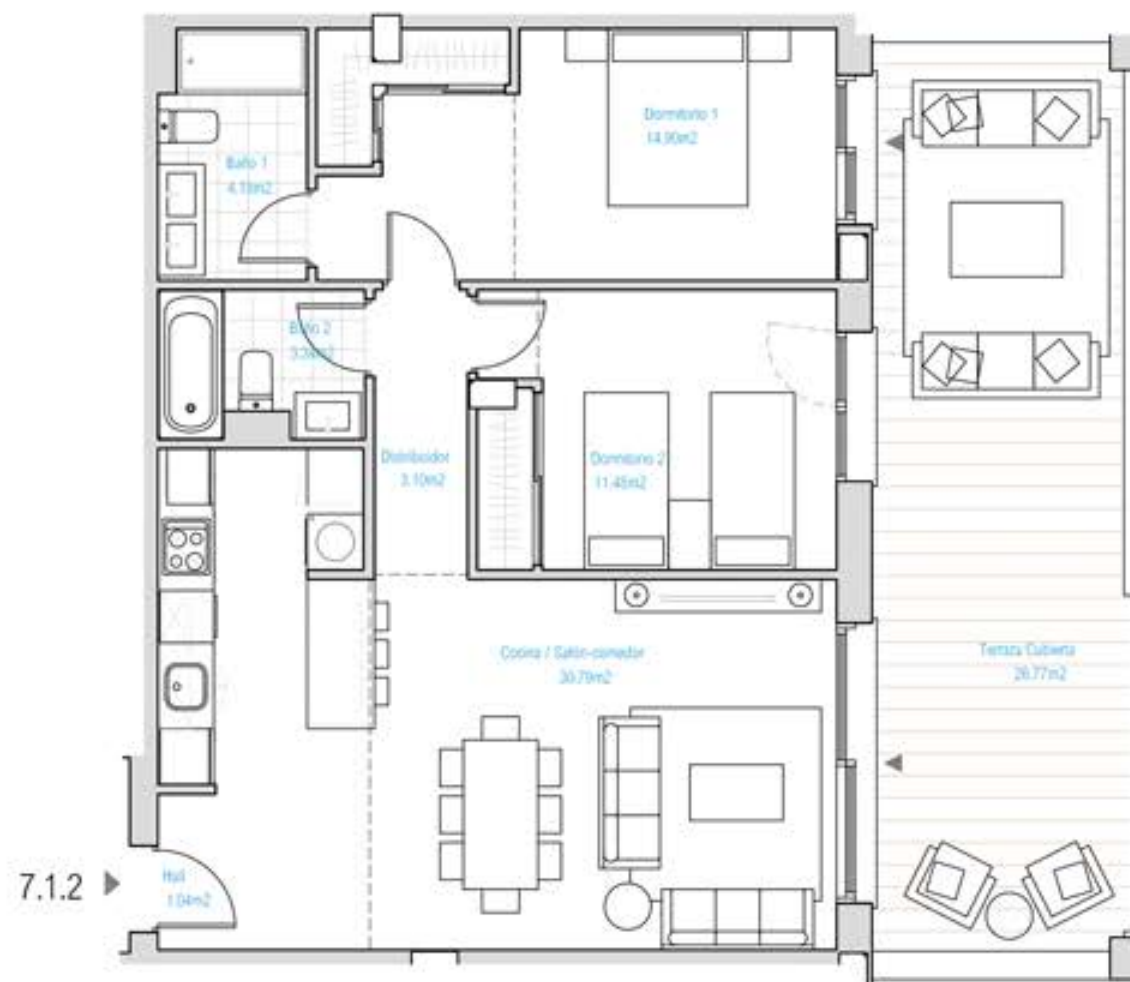 Dormitorio 1
14.90m2
Baño 1
4.19m2
Baño 2
Distribuidor
3.10m2
Dormitorio 2
11.45m2
Cocina / Salón-comedor
30.79m2
Terraza Cubierta
26.77m2
7.1.2
Hall
1.04m2